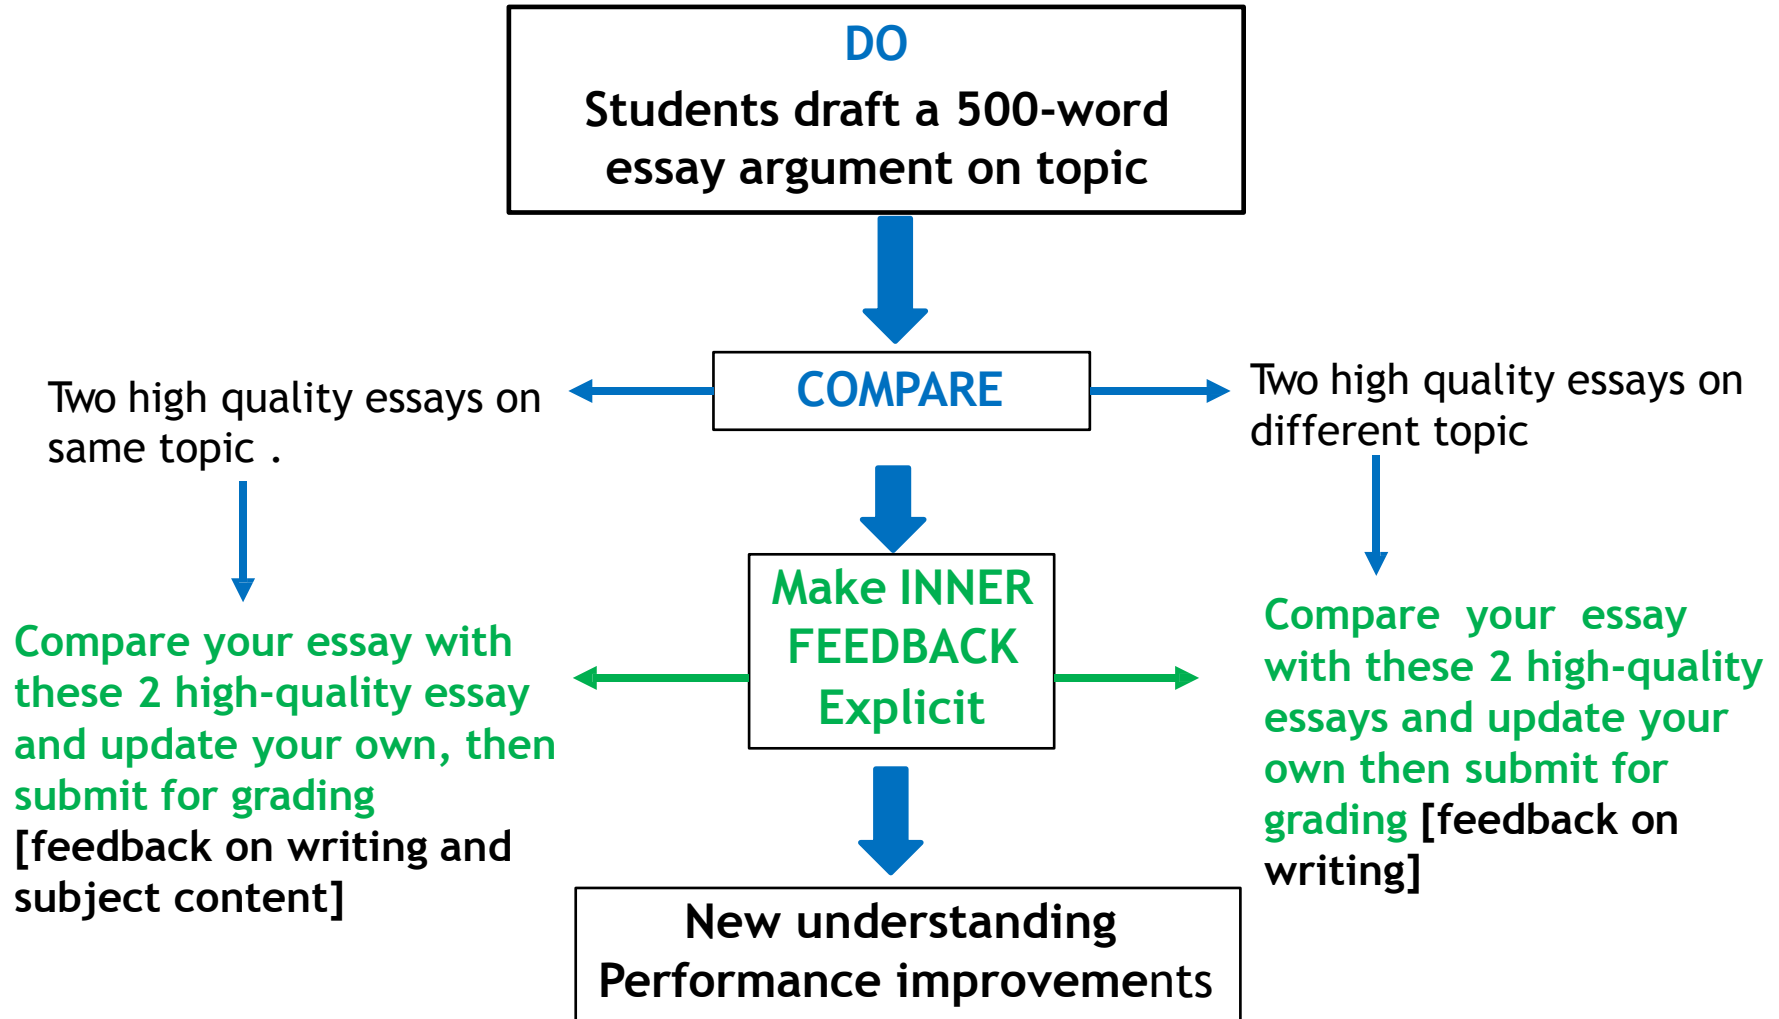 DO
Students draft a 500-word
essay argument on topic
COMPARE
Two high quality essays on
same topic .
Two high quality essays on
different topic
Make INNER
FEEDBACK
Explicit
Compare your essay with
these 2 high-quality essay
and update your own, then
submit for grading
[feedback on writing and
subject content]
Compare your essay
with these 2 high-quality
essays and update your
own then submit for
grading [feedback on
writing]
New understanding
Performance improvements